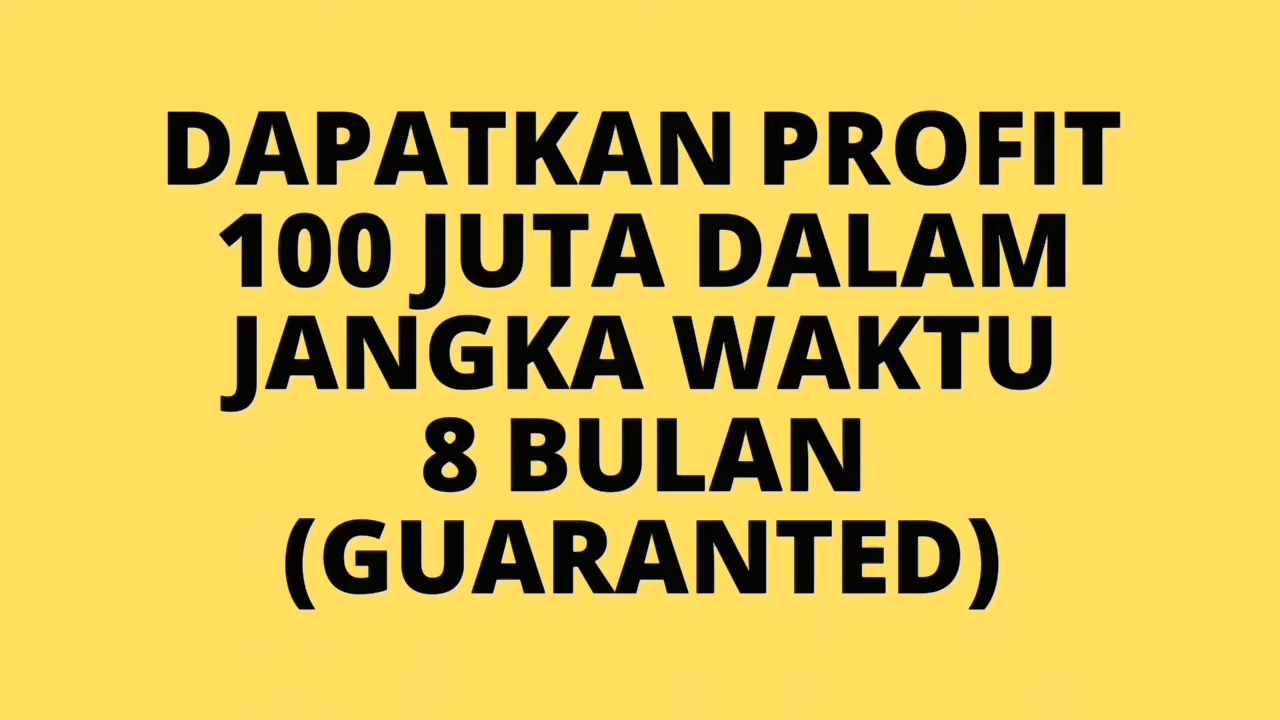 DAPATKAN PROFIT
100 JUTA DALAM
JANGKA WAKTU
8 BULAN
(GUARANTED)